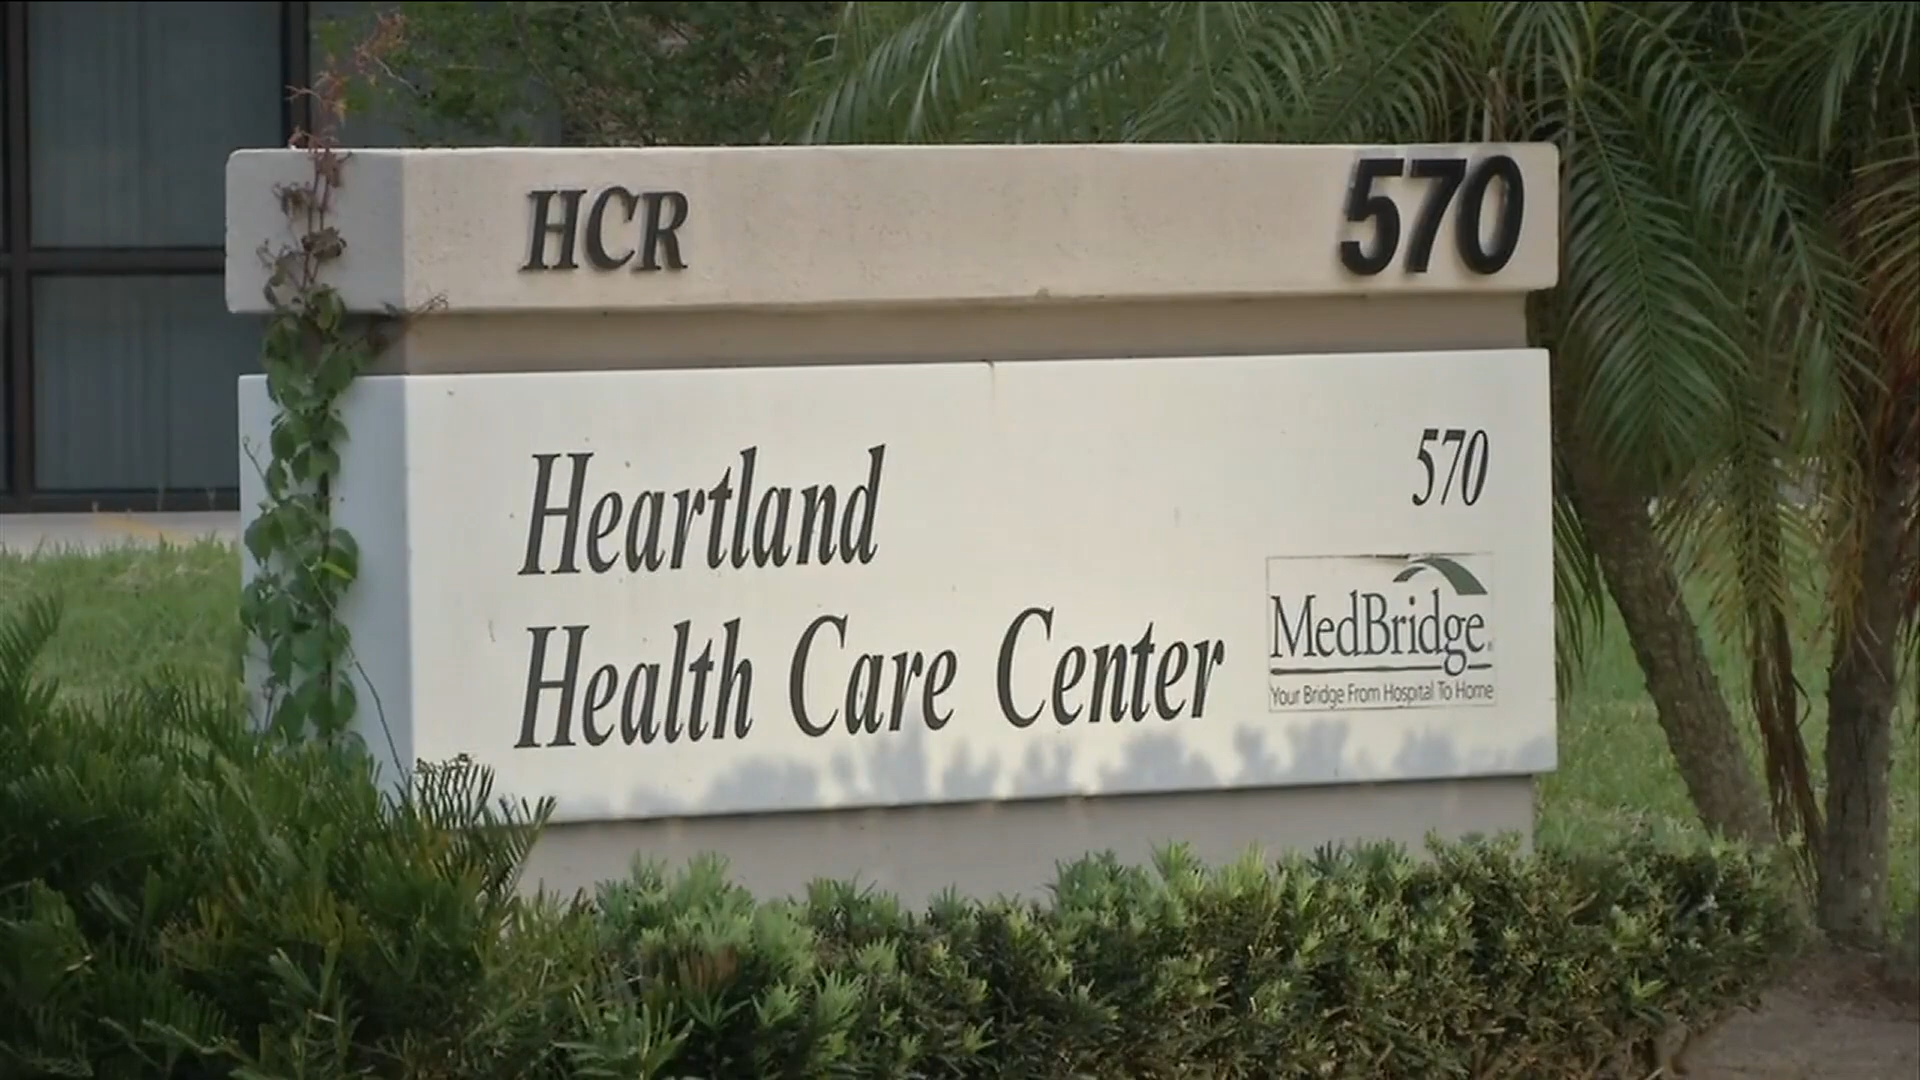 HCR 570
Heartland 570
Health Care Center
MedBridge
Your Bridge From Hospital To Home